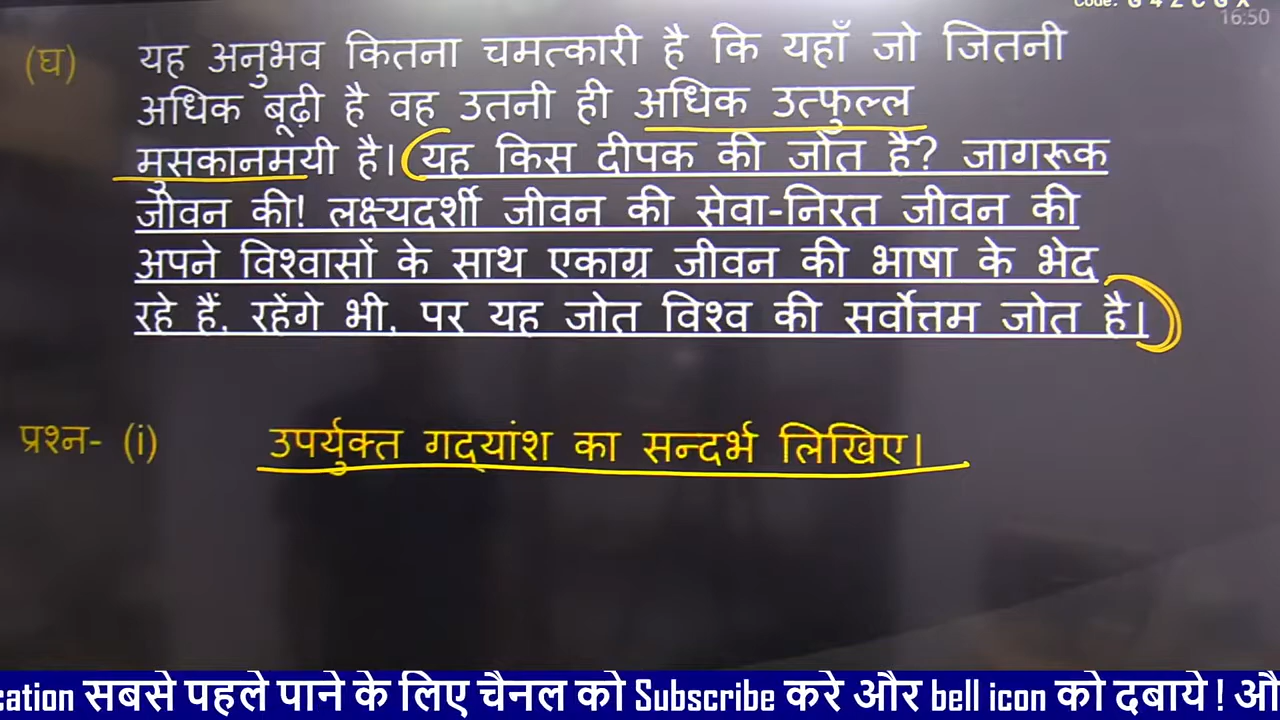 Code: G 4 Z C G X
16:50
(घ) यह अनुभव कितना चमत्कारी है कि यहाँ जो जितनी
अधिक बूढ़ी है वह उतनी ही अधिक उत्फुल्ल
मुसकानमयी है। यह किस दीपक की जोत है? जागरूक
जीवन की! लक्ष्यदर्शी जीवन की सेवा-निरत जीवन की
अपने विश्वासों के साथ एकाग्र जीवन की भाषा के भेद
रहे हैं, रहेंगे भी, पर यह जोत विश्व की सर्वोत्तम जोत है।
प्रश्न- (i) उपर्युक्त गद्यांश का सन्दर्भ लिखिए।
cation सबसे पहले पाने के लिए चैनल को Subscribe करे और bell icon को दबाये ! औ